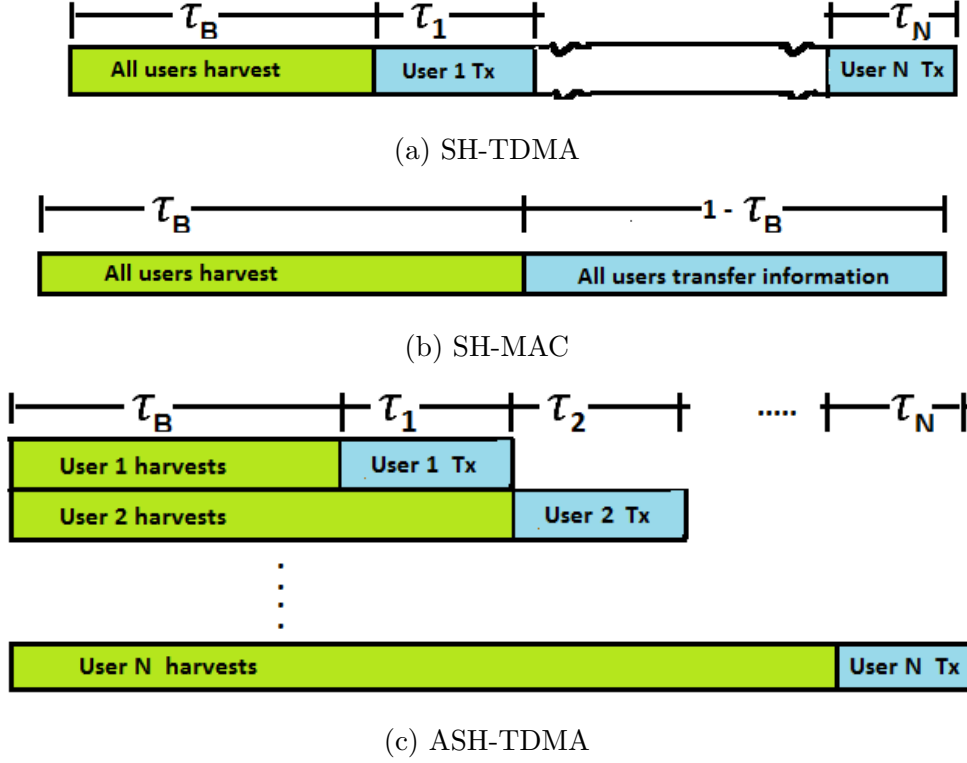 τB τ1 τN
All users harvest User 1 Tx User N Tx
(a) SH-TDMA
τB 1 - τB
All users harvest All users transfer information
(b) SH-MAC
τB τ1 τ2 ..... τN
User 1 harvests User 1 Tx
User 2 harvests User 2 Tx
User N harvests User N Tx
(c) ASH-TDMA